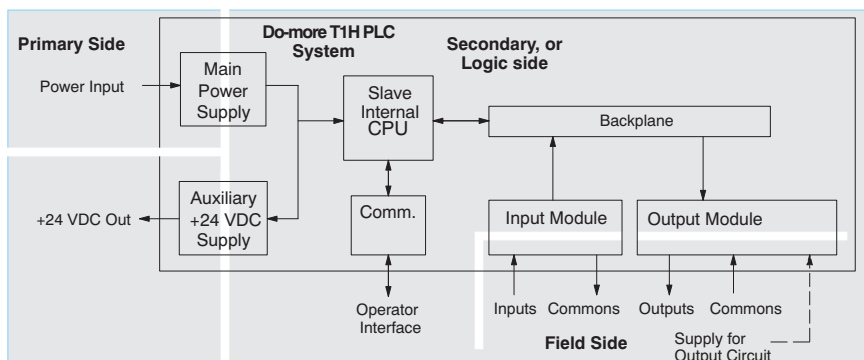 Primary Side
Do-more T1H PLC
System
Secondary, or
Logic side
Power Input
Main
Power
Supply
Slave
Internal
CPU
Backplane
+24 VDC Out
Auxiliary
+24 VDC
Supply
Comm.
Input Module
Output Module
Operator
Interface
Inputs
Commons
Outputs
Commons
Field Side
Supply for
Output Circuit